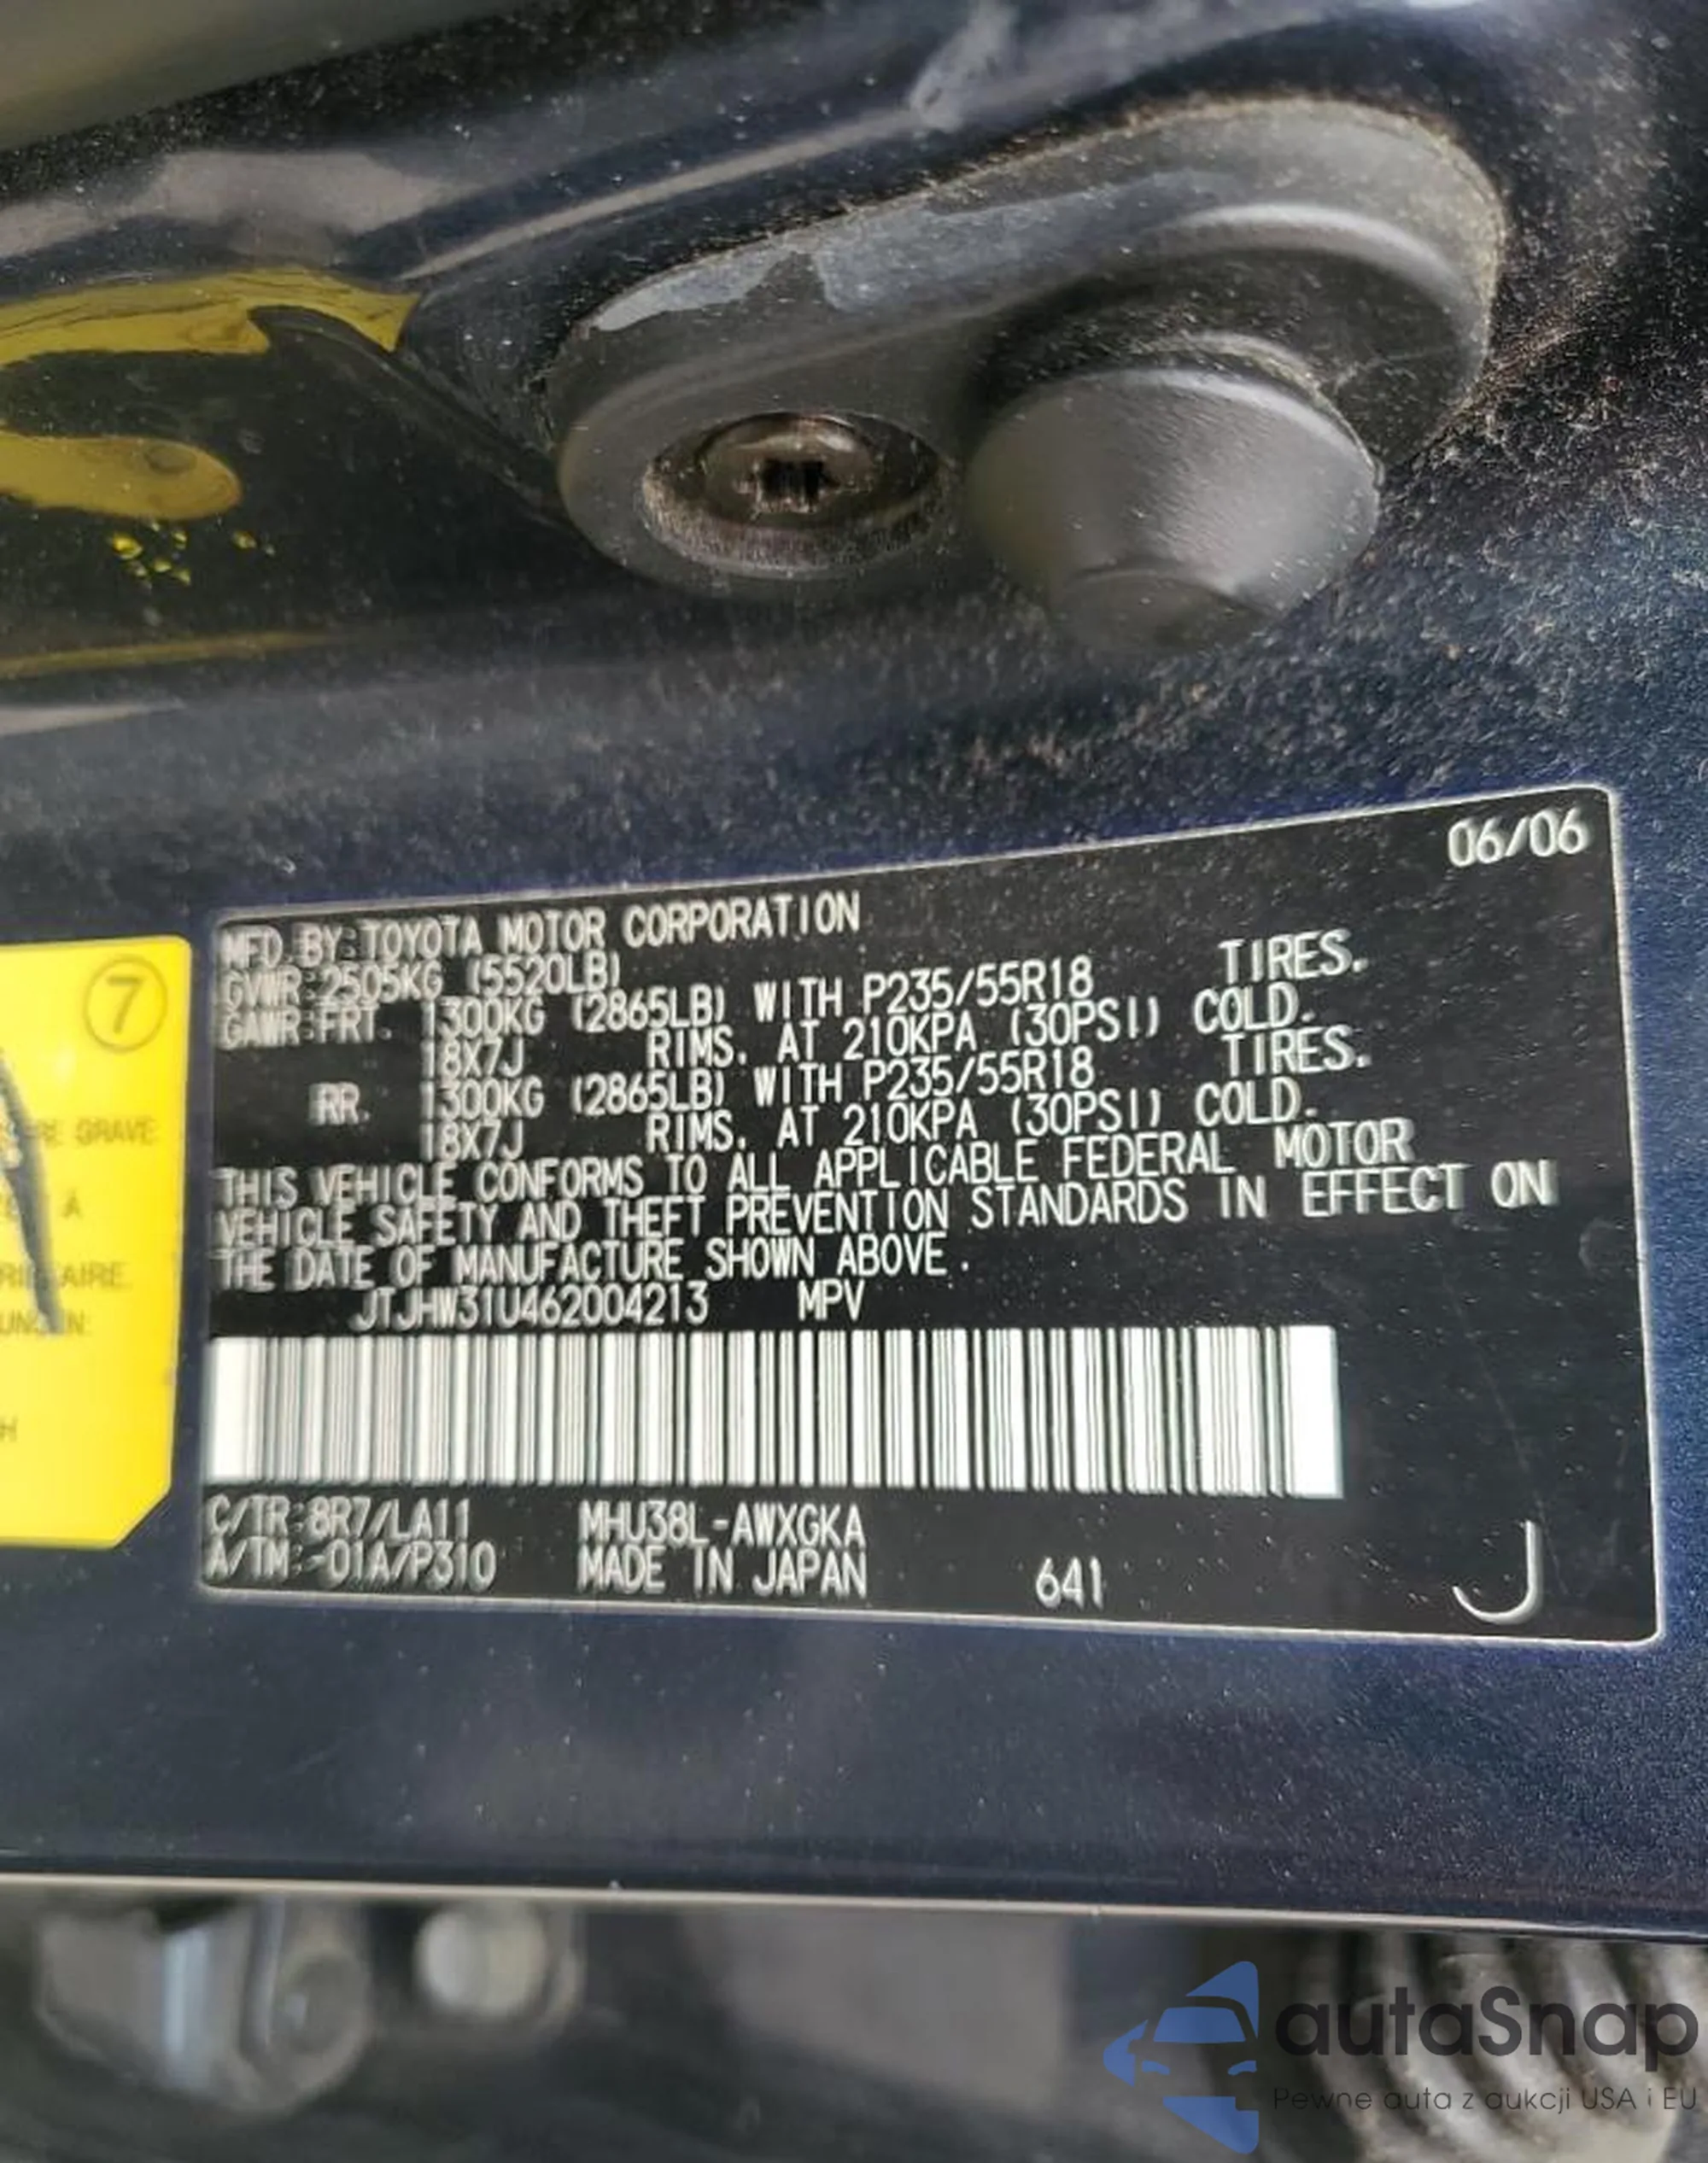 06/06
MFD. BY: TOYOTA MOTOR CORPORATION
GVWR: 2505KG (5520LB)
GAWR: FRT. 1300KG (2865LB) WITH P235/55R18 TIRES.
18X7J RIMS. AT 210KPA (30PSI) COLD.
RR. 1300KG (2865LB) WITH P235/55R18 TIRES.
18X7J RIMS. AT 210KPA (30PSI) COLD.
THIS VEHICLE CONFORMS TO ALL APPLICABLE FEDERAL MOTOR
VEHICLE SAFETY AND THEFT PREVENTION STANDARDS IN EFFECT ON
THE DATE OF MANUFACTURE SHOWN ABOVE.
JTJHW31U462004213 MPV
C/TR: 8R7/LA11 MHU38L-AWXGKA
A/TM: -01A/P310 MADE IN JAPAN 641 J
7
GRAVE
A
AIRE.
H
autaSnap
Pewne auta z aukcji USA i EU